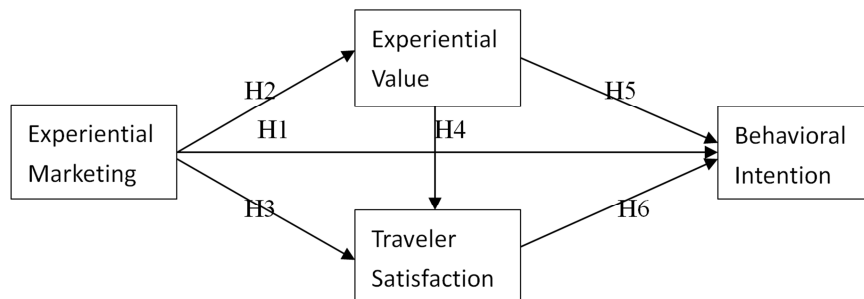 Experiential
Value
H2
H5
Experiential
Marketing
H1
H4
Behavioral
Intention
H3
H6
Traveler
Satisfaction